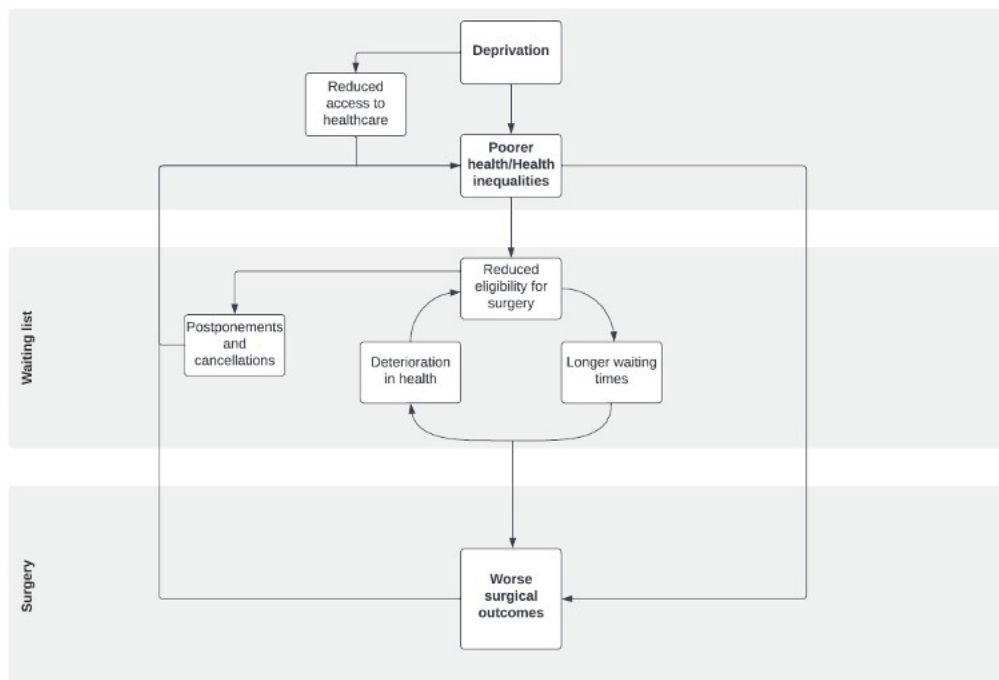 Deprivation
Reduced
access to
healthcare
Poorer
health/Health
inequalities
Waiting list
Reduced
eligibility for
surgery
Postponements
and
cancellations
Deterioration
in health
Longer waiting
times
Surgery
Worse
surgical
outcomes